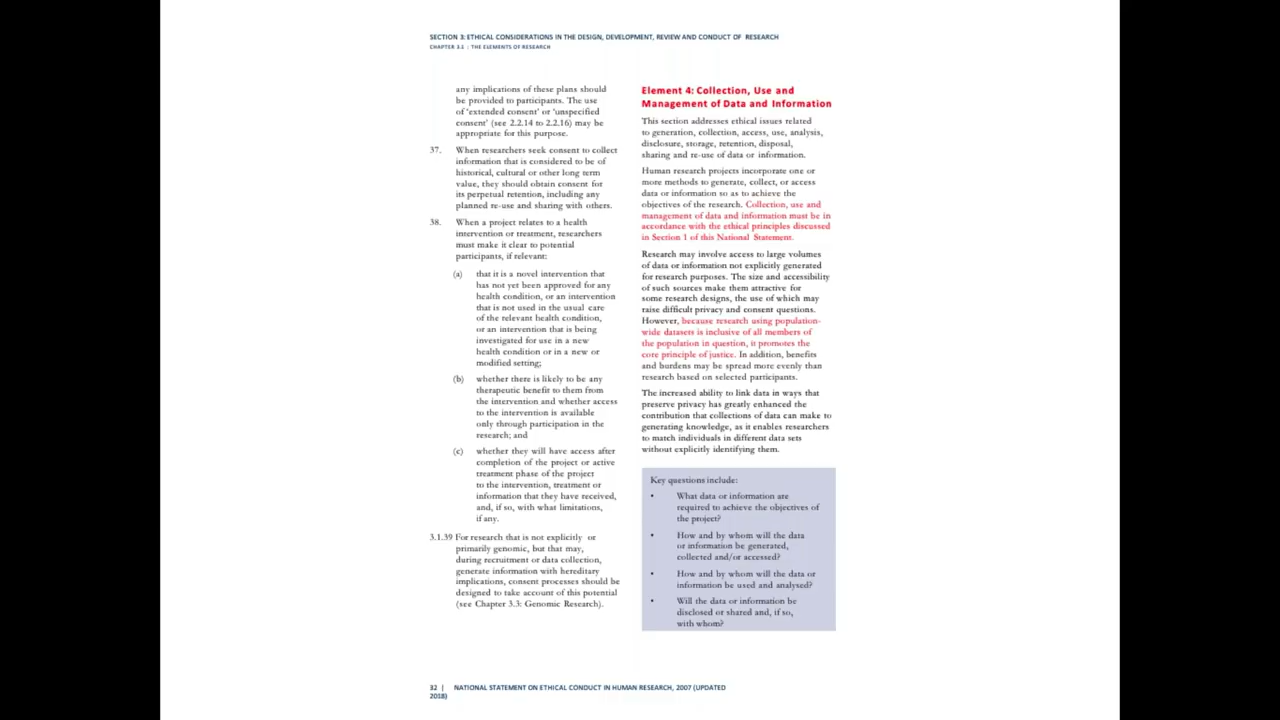 SECTION 3: ETHICAL CONSIDERATIONS IN THE DESIGN, DEVELOPMENT, REVIEW AND CONDUCT OF RESEARCH
CHAPTER 3.1 : THE ELEMENTS OF RESEARCH
any implications of these plans should
be provided to participants. The use
of ‘extended consent’ or ‘unspecified
consent’ (see 2.2.14 to 2.2.16) may be
appropriate for this purpose.
37. When researchers seek consent to collect
information that is considered to be of
historical, cultural or other long term
value, they should obtain consent for
its perpetual retention, including any
planned re-use and sharing with others.
38. When a project relates to a health
intervention or treatment, researchers
must make it clear to potential
participants, if relevant:
(a) that it is a novel intervention that
has not yet been approved for any
health condition, or an intervention
that is not used in the usual care
of the relevant health condition,
or an intervention that is being
investigated for use in a new
health condition or in a new or
modified setting;
(b) whether there is likely to be any
therapeutic benefit to them from
the intervention and whether access
to the intervention is available
only through participation in the
research; and
(c) whether they will have access after
completion of the project or active
treatment phase of the project
to the intervention, treatment or
information that they have received,
and, if so, with what limitations,
if any.
3.1.39 For research that is not explicitly or
primarily genomic, but that may,
during recruitment or data collection,
generate information with hereditary
implications, consent processes should be
designed to take account of this potential
(see Chapter 3.3: Genomic Research).
Element 4: Collection, Use and
Management of Data and Information
This section addresses ethical issues related
to generation, collection, access, use, analysis,
disclosure, storage, retention, disposal,
sharing and re-use of data or information.
Human research projects incorporate one or
more methods to generate, collect, or access
data or information so as to achieve the
objectives of the research. Collection, use and
management of data and information must be in
accordance with the ethical principles discussed
in Section 1 of this National Statement.
Research may involve access to large volumes
of data or information not explicitly generated
for research purposes. The size and accessibility
of such sources make them attractive for
some research designs, the use of which may
raise difficult privacy and consent questions.
However, because research using population-
wide datasets is inclusive of all members of
the population in question, it promotes the
core principle of justice. In addition, benefits
and burdens may be spread more evenly than
research based on selected participants.
The increased ability to link data in ways that
preserve privacy has greatly enhanced the
contribution that collections of data can make to
generating knowledge, as it enables researchers
to match individuals in different data sets
without explicitly identifying them.
Key questions include:
• What data or information are
required to achieve the objectives of
the project?
• How and by whom will the data
or information be generated,
collected and/or accessed?
• How and by whom will the data or
information be used and analysed?
• Will the data or information be
disclosed or shared and, if so,
with whom?
32 | NATIONAL STATEMENT ON ETHICAL CONDUCT IN HUMAN RESEARCH, 2007 (UPDATED
2018)